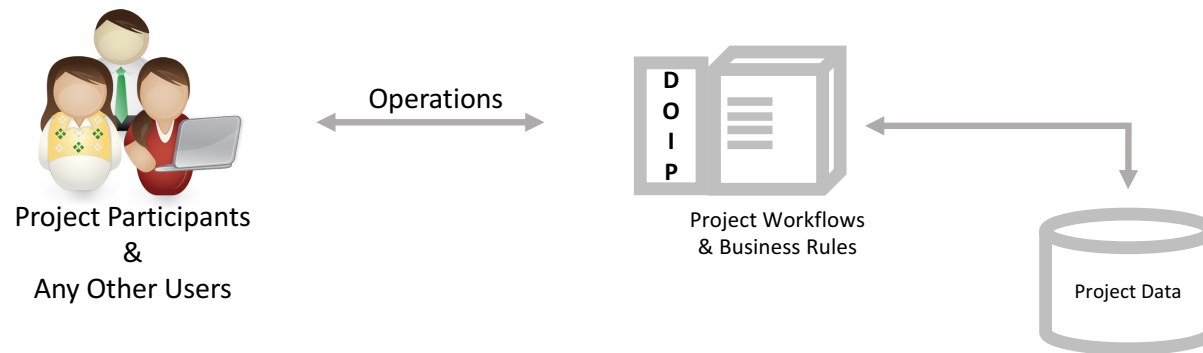 Operations
D
O
I
P
Project Participants
&
Any Other Users
Project Workflows
& Business Rules
Project Data